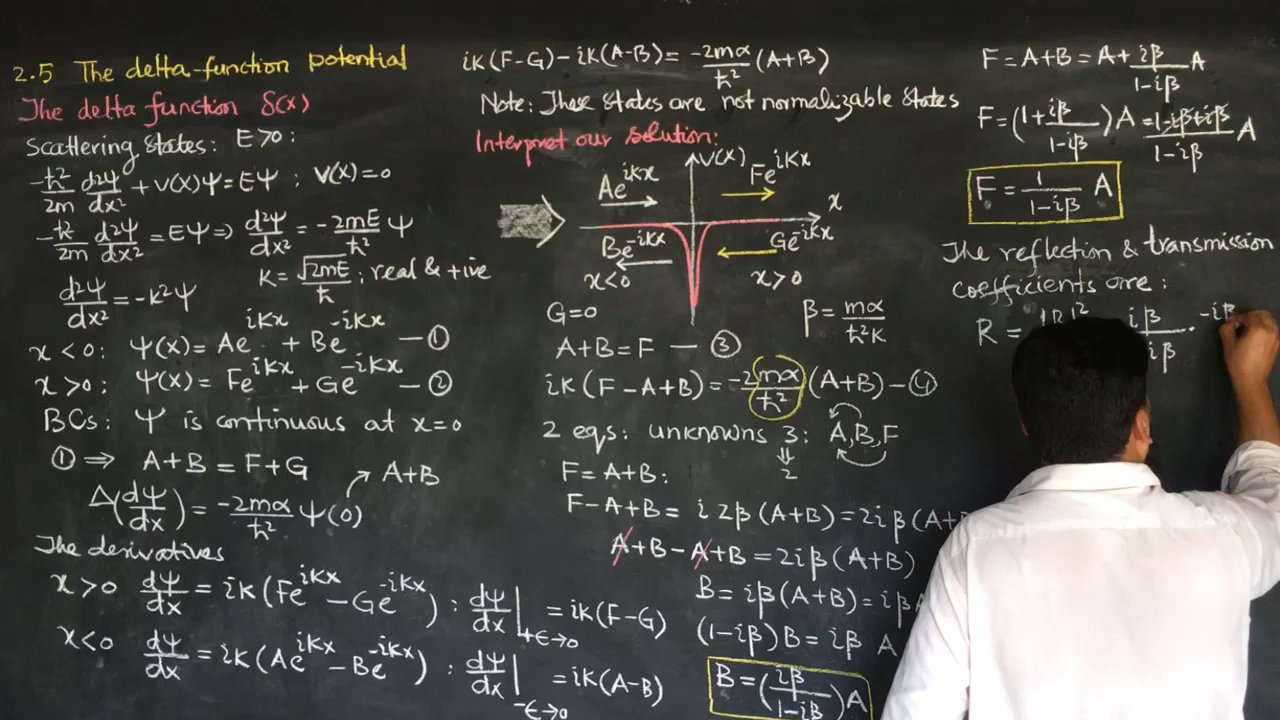 2.5 The delta-function potential
The delta function δ(x)
Scattering states: E>0:
-ħ²/2m d²ψ/dx² + V(x)ψ = Eψ ; V(x)=0
-ħ/2m d²ψ/dx² = Eψ ⇒ d²ψ/dx² = -2mE/ħ² ψ
d²ψ/dx² = -k²ψ
k = √2mE/ħ ; real & +ive
x<0: ψ(x) = Ae^iKx + Be^-iKx — ①
x>0: ψ(x) = Fe^iKx + Ge^-iKx — ②
BCs: ψ is continuous at x=0
① ⇒ A+B = F+G
→ A+B
Δ(dψ/dx) = -2mα/ħ² ψ(0)
The derivatives
x>0 dψ/dx = ik(Fe^iKx - Ge^-iKx) : dψ/dx|+ε→0 = ik(F-G)
x<0 dψ/dx = ik(Ae^iKx - Be^-iKx) : dψ/dx|-ε→0 = ik(A-B)
ik(F-G) - ik(A-B) = -2mα/ħ² (A+B)
Note: These states are not normalizable states
Interpret our solution:
V(x)
Ae^iKx
Fe^iKx
x
Be^-iKx
Ge^-iKx
x<0
x>0
G=0
β = mα/ħ²k
A+B = F — ③
ik(F-A+B) = -2mα/ħ² (A+B) — ④
2 eqs: unknowns 3: A,B,F
⇓
2
F = A+B:
F-A+B = i2β(A+B) = 2iβ(A+
A+B-A+B = 2iβ(A+B)
B = iβ(A+B) = iβ
(1-iβ)B = iβ A
B = (iβ/1-iβ)A
F = A+B = A + iβ/1-iβ A
F = (1 + iβ/1-iβ)A = 1-iβ+iβ/1-iβ A
F = 1/1-iβ A
The reflection & transmission
coefficients are:
R = |B|² iβ/iβ · -iβ